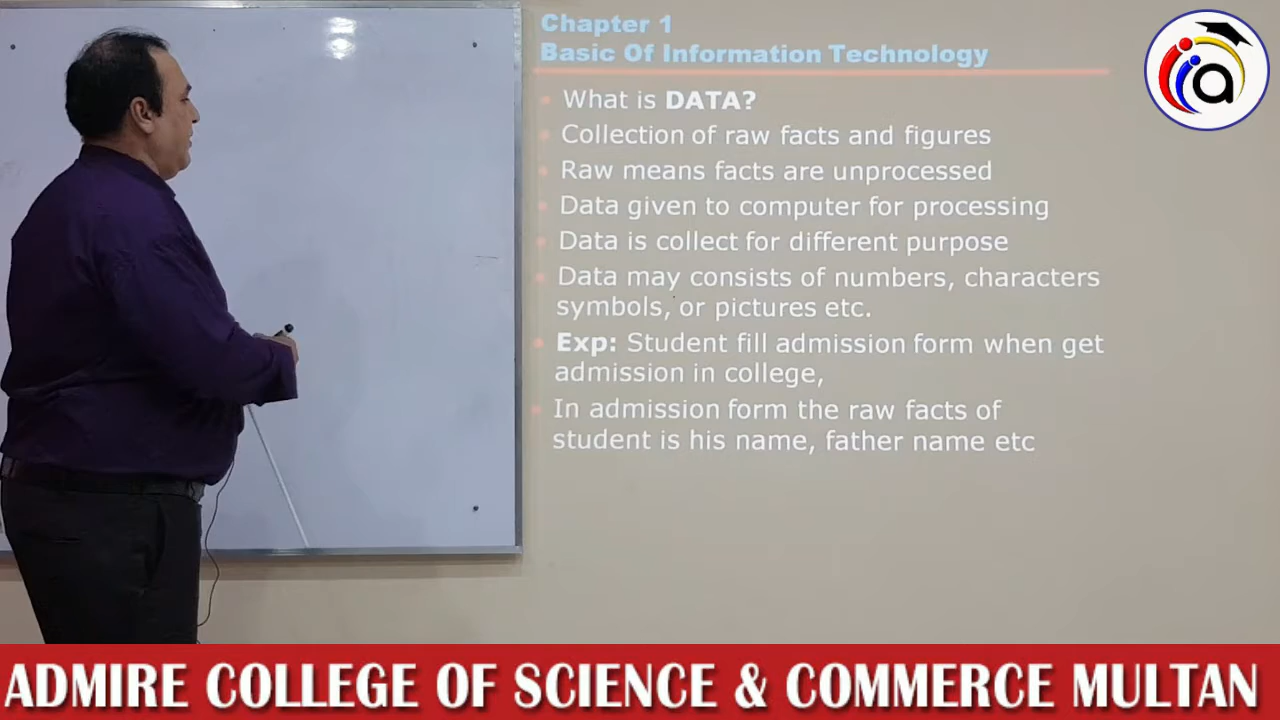 Chapter 1
Basic Of Information Technology
What is DATA?
Collection of raw facts and figures
Raw means facts are unprocessed
Data given to computer for processing
Data is collect for different purpose
Data may consists of numbers, characters
symbols, or pictures etc.
Exp: Student fill admission form when get
admission in college,
In admission form the raw facts of
student is his name, father name etc
a
ADMIRE COLLEGE OF SCIENCE & COMMERCE MULTAN